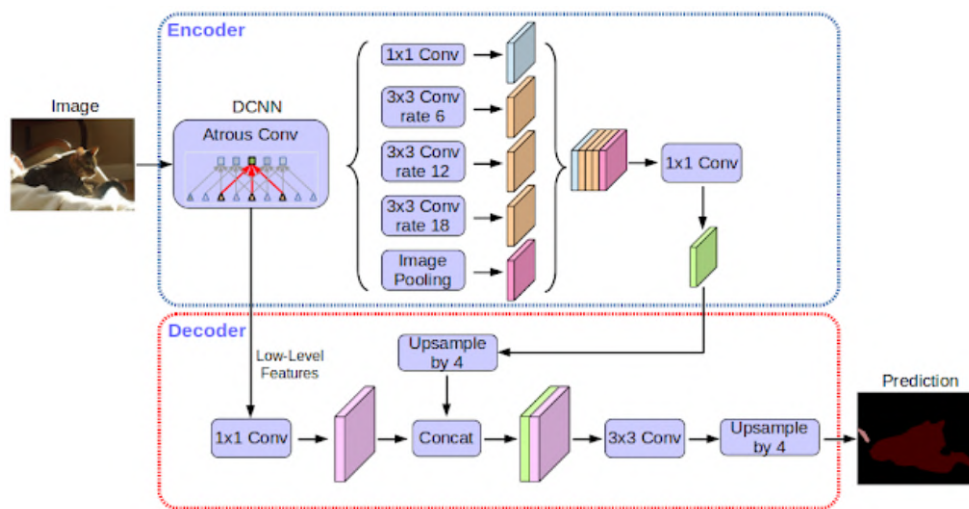 Encoder
Image
DCNN
Atrous Conv
1x1 Conv
3x3 Conv
rate 6
3x3 Conv
rate 12
3x3 Conv
rate 18
Image
Pooling
1x1 Conv
Decoder
Low-Level
Features
Upsample
by 4
1x1 Conv
Concat
3x3 Conv
Upsample
by 4
Prediction